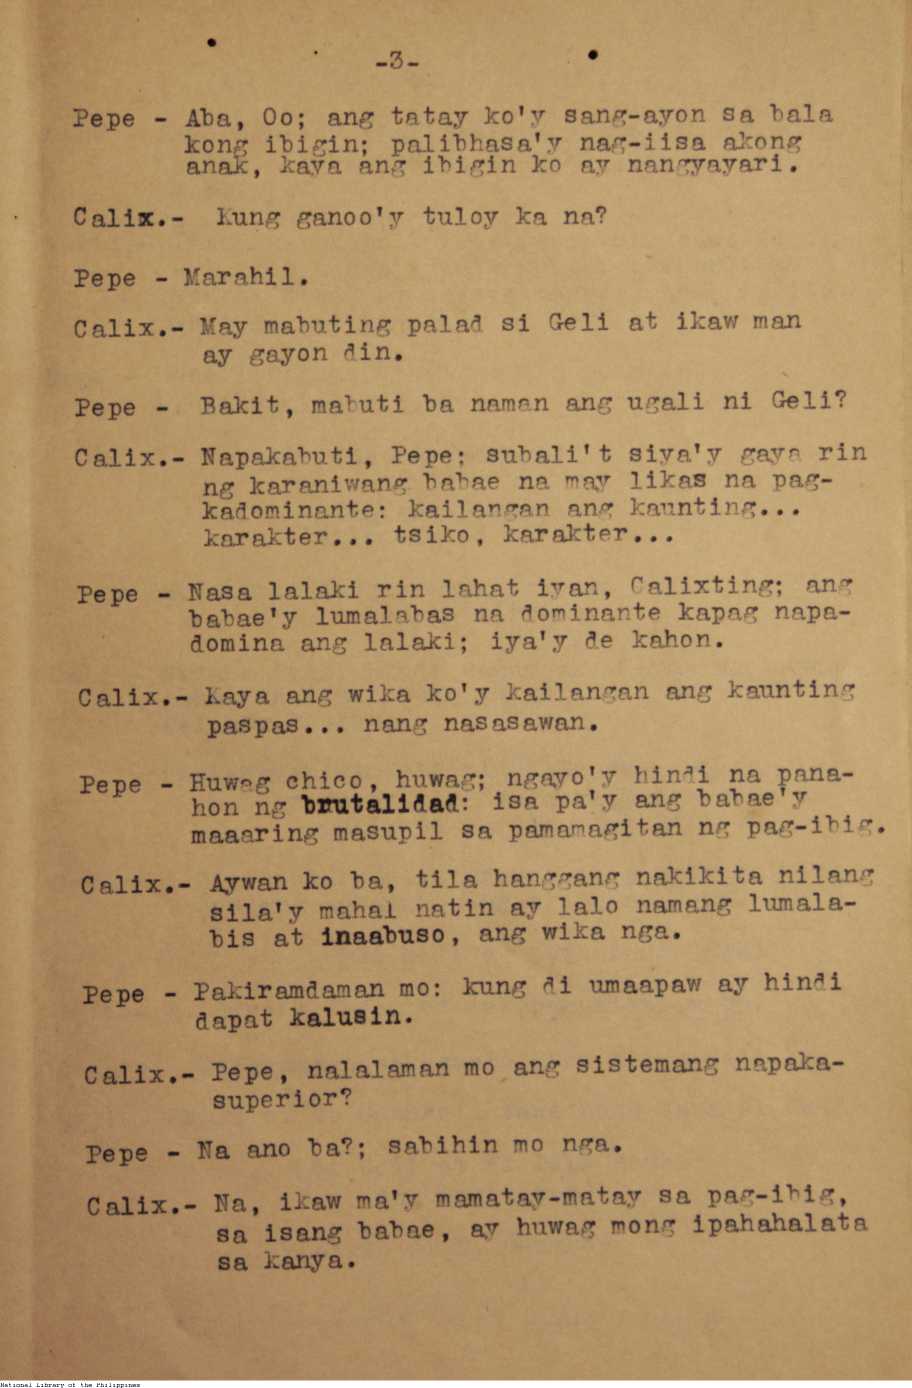 -3-
Pepe - Aba, Oo; ang tatay ko'y sang-ayon sa bala
kong ibigin; palibhasa'y nag-iisa akong
anak, kaya ang ibigin ko ay nangyayari.
Calix.- Kung ganoo'y tuloy ka na?
Pepe - Marahil.
Calix.- May mabuting palad si Geli at ikaw man
ay gayon din.
Pepe - Bakit, mabuti ba naman ang ugali ni Geli?
Calix.- Napakabuti, Pepe; subali't siya'y gaya rin
ng karaniwang babae na may likas na pag-
kadominante: kailangan ang kaunting...
karakter... tsiko, karakter...
Pepe - Nasa lalaki rin lahat iyan, Calixting; ang
babae'y lumalabas na dominante kapag napa-
domina ang lalaki; iya'y de kahon.
Calix.- Kaya ang wika ko'y kailangan ang kaunting
paspas... nang nasasawan.
Pepe - Huwag chico, huwag; ngayo'y hindi na pana-
hon ng brutalidad: isa pa'y ang babae'y
maaaring masupil sa pamamagitan ng pag-ibig.
Calix.- Aywan ko ba, tila hanggang nakikita nilang
sila'y mahal natin ay lalo namang lumala-
bis at inaabuso, ang wika nga.
Pepe - Pakiramdaman mo: kung di umaapaw ay hindi
dapat kalusin.
Calix.- Pepe, nalalaman mo ang sistemang napaka-
superior?
Pepe - Na ano ba?; sabihin mo nga.
Calix.- Na, ikaw ma'y mamatay-matay sa pag-ibig,
sa isang babae, ay huwag mong ipahahalata
sa kanya.
National Library of the Philippines